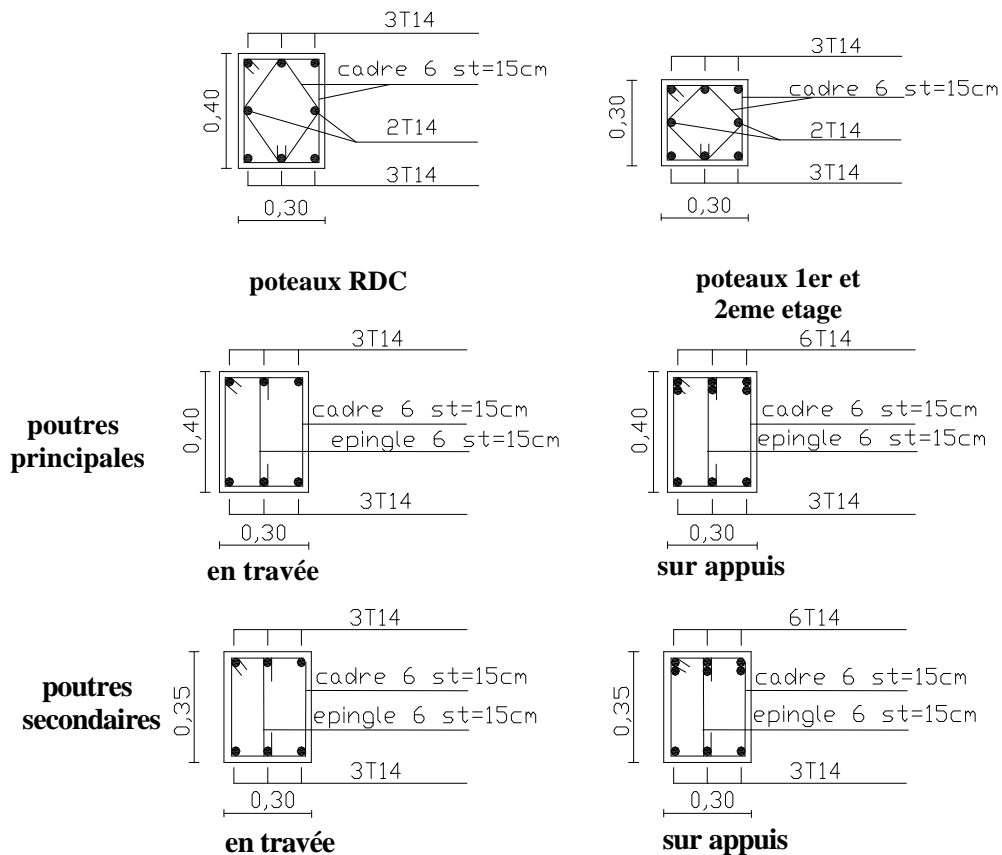 3T14
cadre 6 st=15cm
0,40
2T14
3T14
0,30
poteaux RDC
3T14
cadre 6 st=15cm
0,30
2T14
3T14
0,30
poteaux 1er et
2eme etage
poutres
principales
3T14
0,40
cadre 6 st=15cm
epingle 6 st=15cm
3T14
0,30
en travée
6T14
0,40
cadre 6 st=15cm
epingle 6 st=15cm
3T14
0,30
sur appuis
poutres
secondaires
3T14
0,35
cadre 6 st=15cm
epingle 6 st=15cm
3T14
0,30
en travée
6T14
0,35
cadre 6 st=15cm
epingle 6 st=15cm
3T14
0,30
sur appuis